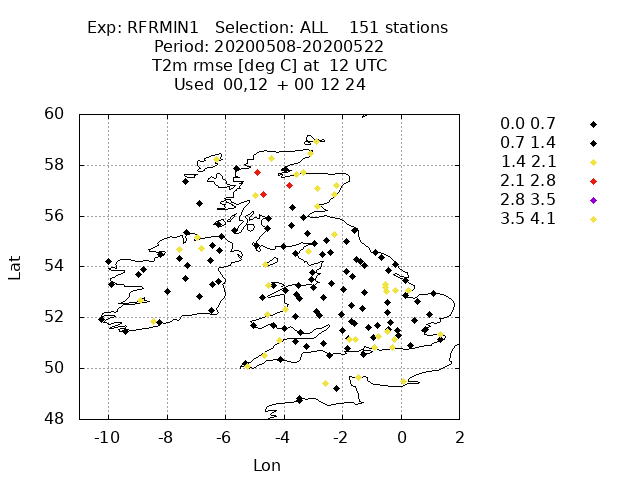 Exp: RFRMIN1 Selection: ALL 151 stations
Period: 20200508-20200522
T2m rmse [deg C] at 12 UTC
Used 00,12 + 00 12 24
60
58
56
54
52
50
48
Lat
-10 -8 -6 -4 -2 0 2
Lon
0.0 0.7
0.7 1.4
1.4 2.1
2.1 2.8
2.8 3.5
3.5 4.1